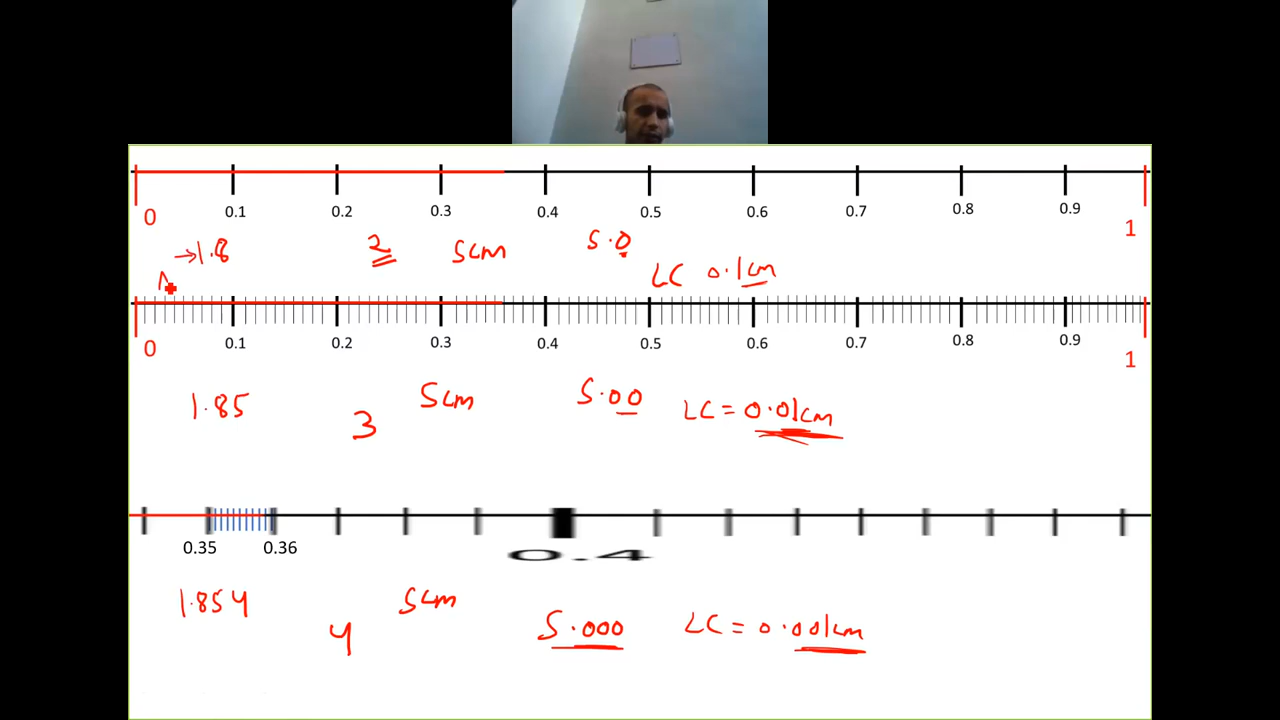 0 0.1 0.2 0.3 0.4 0.5 0.6 0.7 0.8 0.9 1
→1.8 2 5cm 5.0 LC 0.1cm
0 0.1 0.2 0.3 0.4 0.5 0.6 0.7 0.8 0.9 1
1.85 3 5cm 5.00 LC = 0.01cm
0.35 0.36 0.4
1.854 4 5cm 5.000 LC = 0.001cm